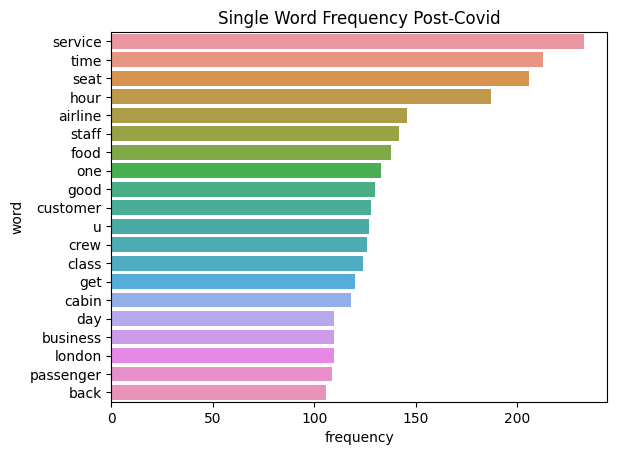 Single Word Frequency Post-Covid
service
time
seat
hour
airline
staff
food
one
good
customer
u
crew
class
get
cabin
day
business
london
passenger
back
word
0 50 100 150 200
frequency